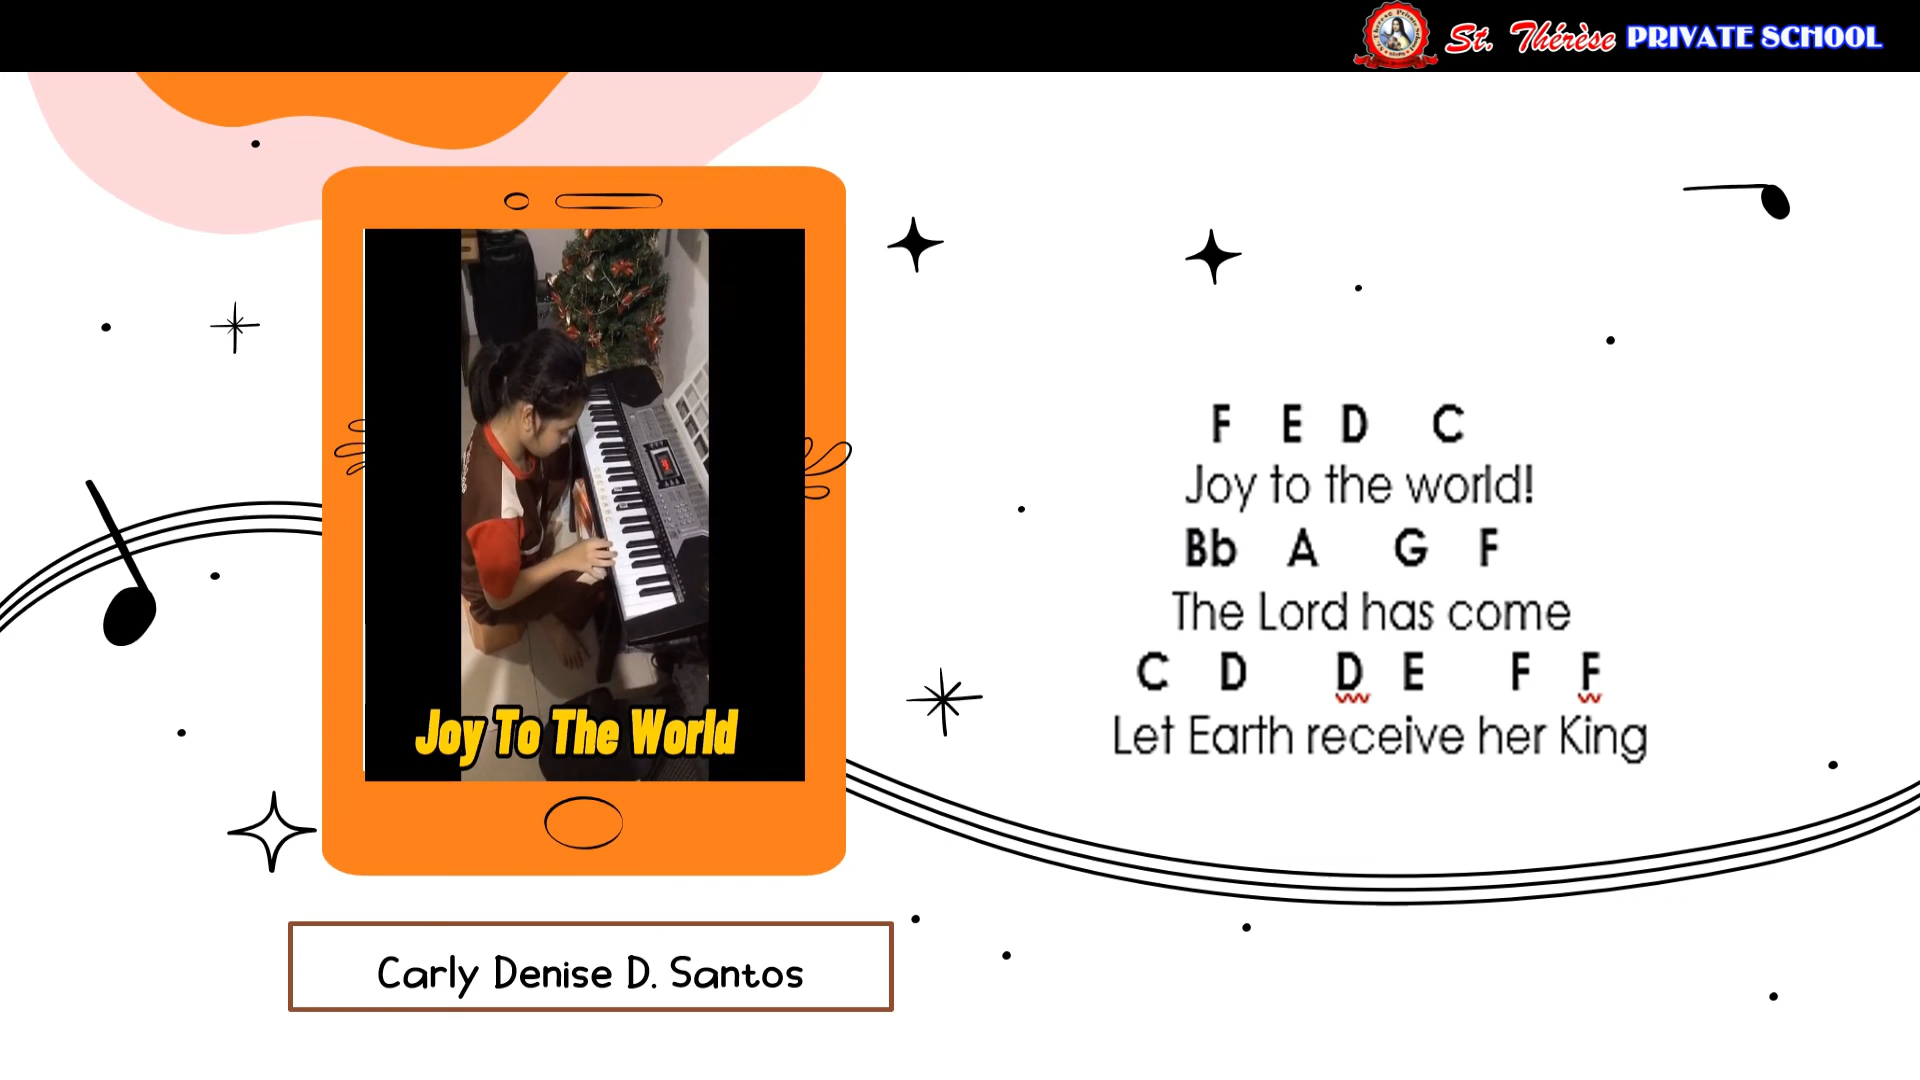 St. Thérèse PRIVATE SCHOOL
Joy To The World
Carly Denise D. Santos
F E D C
Joy to the world!
Bb A G F
The Lord has come
C D D E F F
Let Earth receive her King